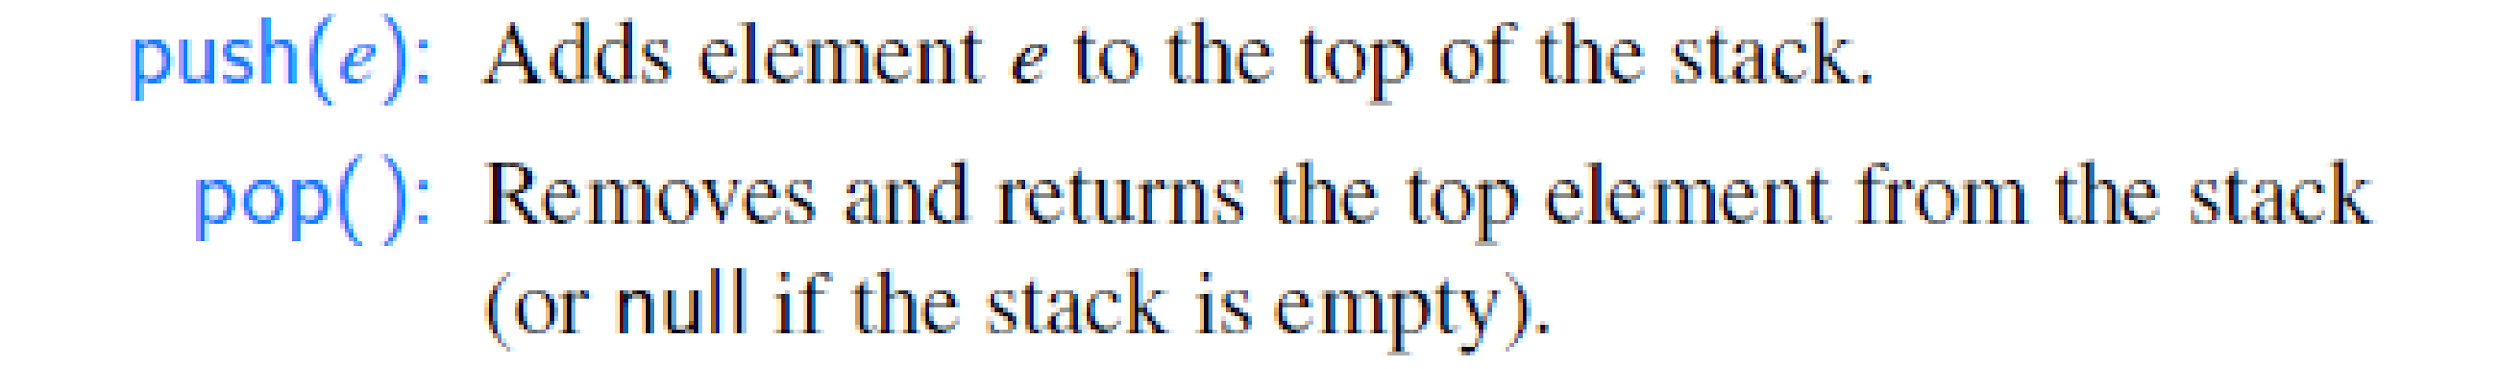 push(e): Adds element e to the top of the stack.
pop( ): Removes and returns the top element from the stack
(or null if the stack is empty).